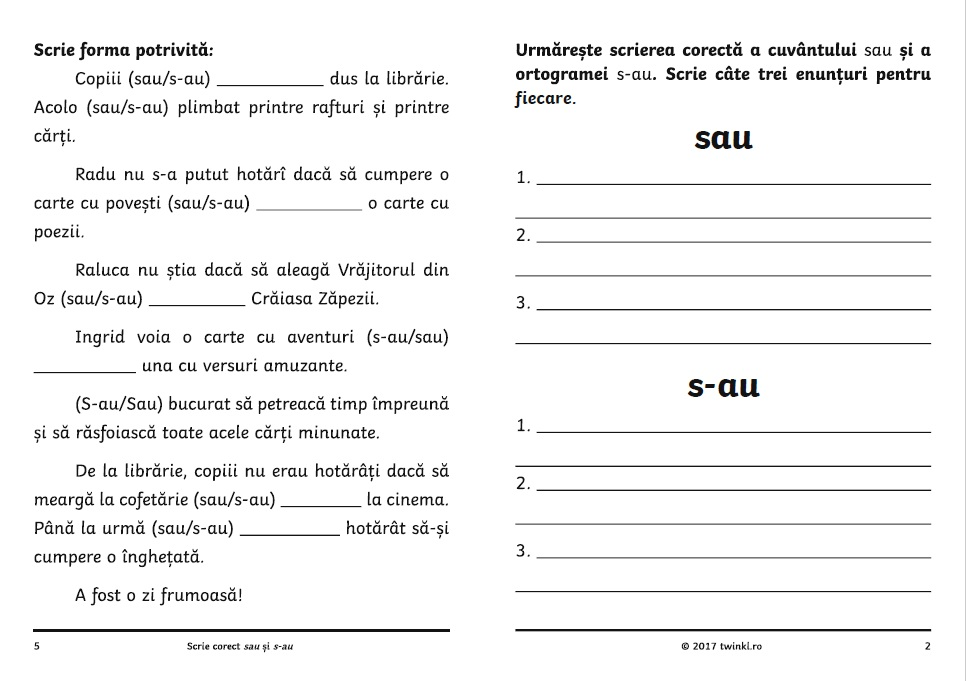 Scrie forma potrivită:
Copiii (sau/s-au) ____________ dus la librărie.
Acolo (sau/s-au) plimbat printre rafturi și printre
cărți.
Radu nu s-a putut hotărî dacă să cumpere o
carte cu povești (sau/s-au) ____________ o carte cu
poezii.
Raluca nu știa dacă să aleagă Vrăjitorul din
Oz (sau/s-au) ___________ Crăiasa Zăpezii.
Ingrid voia o carte cu aventuri (s-au/sau)
____________ una cu versuri amuzante.
(S-au/Sau) bucurat să petreacă timp împreună
și să răsfoiască toate acele cărți minunate.
De la librărie, copiii nu erau hotărâți dacă să
meargă la cofetărie (sau/s-au) _________ la cinema.
Până la urmă (sau/s-au) ___________ hotărât să-și
cumpere o înghețată.
A fost o zi frumoasă!
5
Scrie corect sau și s-au
Urmărește scrierea corectă a cuvântului sau și a
ortogramei s-au. Scrie câte trei enunțuri pentru
fiecare.
sau
1.
2.
3.
s-au
1.
2.
3.
© 2017 twinkl.ro
2